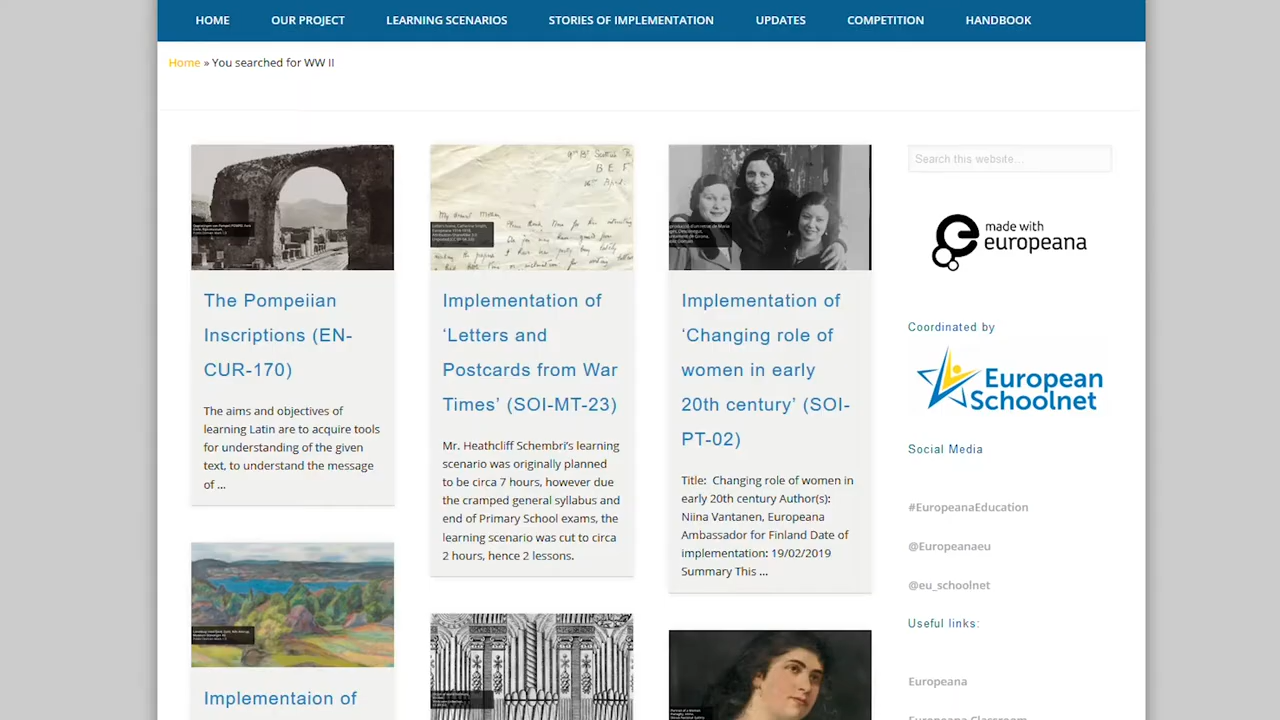 HOME OUR PROJECT LEARNING SCENARIOS STORIES OF IMPLEMENTATION UPDATES COMPETITION HANDBOOK
Home » You searched for WW II
The Pompeiian
Inscriptions (EN-
CUR-170)
The aims and objectives of
learning Latin are to acquire tools
for understanding of the given
text, to understand the message
of ...
Implementaion of
16th April
My dearest Mother
Implementation of
‘Letters and
Postcards from War
Times’ (SOI-MT-23)
Mr. Heathcliff Schembri’s learning
scenario was originally planned
to be circa 7 hours, however due
the cramped general syllabus and
end of Primary School exams, the
learning scenario was cut to circa
2 hours, hence 2 lessons.
Implementation of
‘Changing role of
women in early
20th century’ (SOI-
PT-02)
Title: Changing role of women in
early 20th century Author(s):
Niina Vantanen, Europeana
Ambassador for Finland Date of
implementation: 19/02/2019
Summary This ...
Search this website...
made with
europeana
Coordinated by
European
Schoolnet
Social Media
#EuropeanaEducation
@Europeanaeu
@eu_schoolnet
Useful links:
Europeana
Europeana Classroom